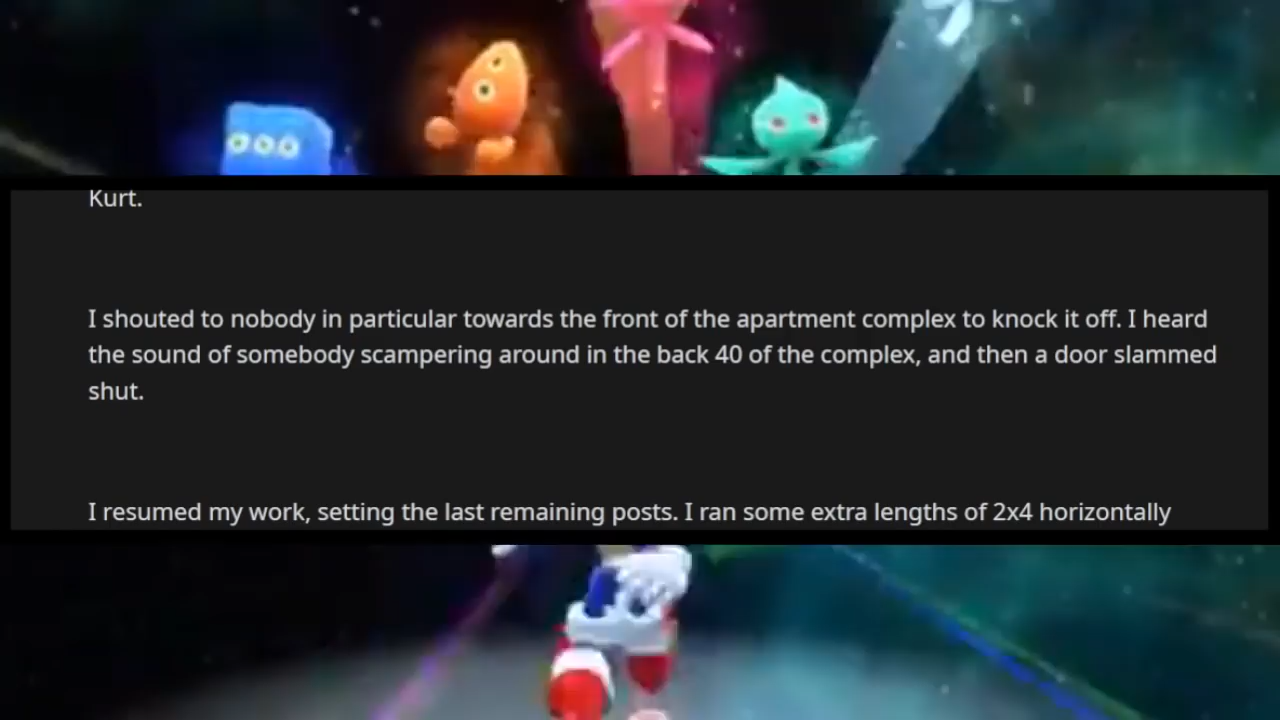 Kurt.
I shouted to nobody in particular towards the front of the apartment complex to knock it off. I heard
the sound of somebody scampering around in the back 40 of the complex, and then a door slammed
shut.
I resumed my work, setting the last remaining posts. I ran some extra lengths of 2x4 horizontally